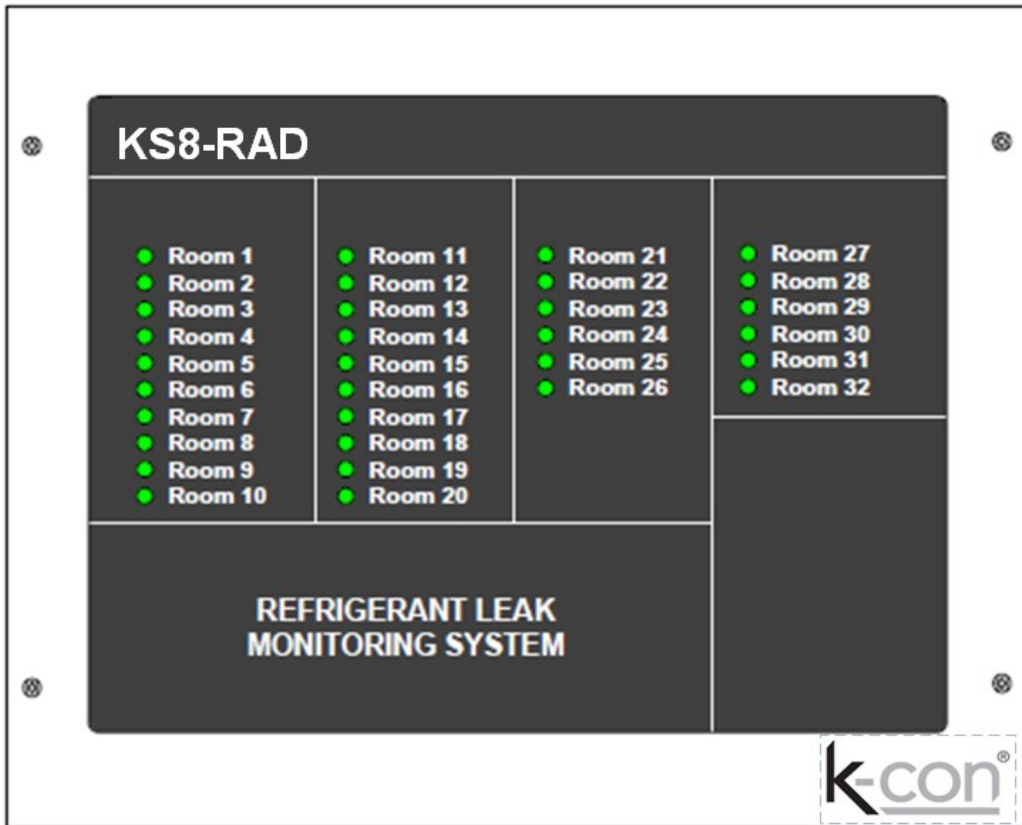 KS8-RAD
Room 1
Room 2
Room 3
Room 4
Room 5
Room 6
Room 7
Room 8
Room 9
Room 10
Room 11
Room 12
Room 13
Room 14
Room 15
Room 16
Room 17
Room 18
Room 19
Room 20
Room 21
Room 22
Room 23
Room 24
Room 25
Room 26
Room 27
Room 28
Room 29
Room 30
Room 31
Room 32
REFRIGERANT LEAK
MONITORING SYSTEM
k-con®